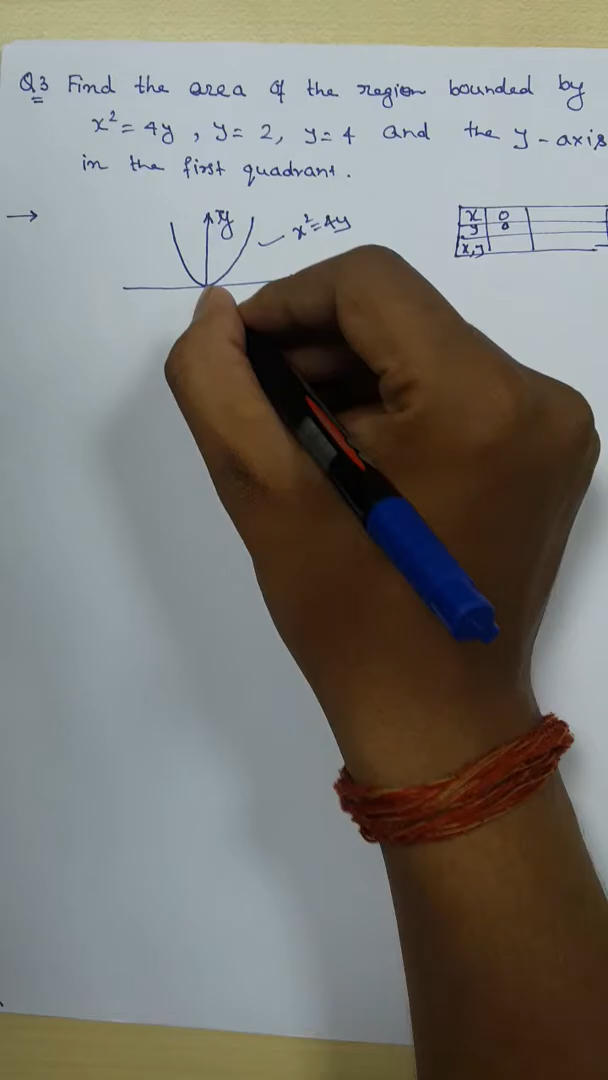 Q3 Find the area of the region bounded by
x² = 4y , y = 2, y = 4 and the y - axis
in the first quadrant.
→
y
x² = 4y
x 0
y 0
x,y